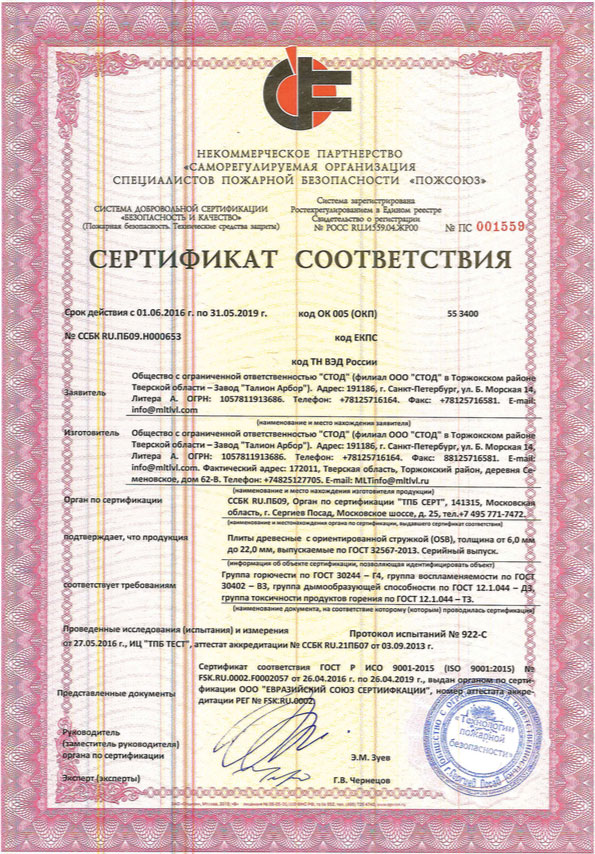 НЕКОММЕРЧЕСКОЕ ПАРТНЕРСТВО
«САМОРЕГУЛИРУЕМАЯ ОРГАНИЗАЦИЯ
СПЕЦИАЛИСТОВ ПОЖАРНОЙ БЕЗОПАСНОСТИ «ПОЖСОЮЗ»
СИСТЕМА ДОБРОВОЛЬНОЙ СЕРТИФИКАЦИИ
«БЕЗОПАСНОСТЬ И КАЧЕСТВО»
(Пожарная безопасность. Технические средства защиты)
Система зарегистрирована
Ростехрегулированием в Едином реестре
Свидетельство о регистрации
№ РОСС RU.И559.04.ЖР00
№ ПС 001559
СЕРТИФИКАТ СООТВЕТСТВИЯ
Срок действия с 01.06.2016 г. по 31.05.2019 г. код ОК 005 (ОКП) 55 3400
№ ССБК RU.ПБ09.Н000653 код ЕКПС
код ТН ВЭД России
Заявитель
Общество с ограниченной ответственностью "СТОД" (филиал ООО "СТОД" в Торжокском районе
Тверской области – Завод "Талион Арбор"). Адрес: 191186, г. Санкт-Петербург, ул. Б. Морская 14,
Литера А. ОГРН: 1057811913686. Телефон: +78125716164. Факс: +78125716581. E-mail:
info@mltlvl.com
(наименование и место нахождения заявителя)
Изготовитель
Общество с ограниченной ответственностью "СТОД" (филиал ООО "СТОД" в Торжокском районе
Тверской области – Завод "Талион Арбор"). Адрес: 191186, г. Санкт-Петербург, ул. Б. Морская 14,
Литера А. ОГРН: 1057811913686. Телефон: +78125716164. Факс: 88125716581. E-mail:
info@mltlvl.com. Фактический адрес: 172011, Тверская область, Торжокский район, деревня Се-
меновское, дом 62-В. Телефон: +74825127705. E-mail: MLTinfo@mltlvl.ru
(наименование и место нахождения изготовителя продукции)
Орган по сертификации
ССБК RU.ПБ09, Орган по сертификации "ТПБ СЕРТ", 141315, Московская
область, г. Сергиев Посад, Московское шоссе, д. 25, тел.+7 495 771-7472.
(наименование и местонахождения органа по сертификации, выдавшего сертификат соответствия)
подтверждает, что продукция
Плиты древесные с ориентированной стружкой (OSB), толщина от 6,0 мм
до 22,0 мм, выпускаемые по ГОСТ 32567-2013. Серийный выпуск.
(информация об объекте сертификации, позволяющая идентифицировать объект)
соответствует требованиям
Группа горючести по ГОСТ 30244 – Г4, группа воспламеняемости по ГОСТ
30402 – В3, группа дымообразующей способности по ГОСТ 12.1.044 – Д3,
группа токсичности продуктов горения по ГОСТ 12.1.044 – Т3.
(наименование документа, на соответствие которому (которым) проводилась сертификация)
Проведенные исследования (испытания) и измерения Протокол испытаний № 922-С
от 27.05.2016 г., ИЦ "ТПБ ТЕСТ", аттестат аккредитации № ССБК RU.21ПБ07 от 03.09.2013 г.
Представленные документы
Сертификат соответствия ГОСТ Р ИСО 9001-2015 (ISO 9001:2015) №
FSK.RU.0002.F0002057 от 26.04.2016 г. по 26.04.2019 г., выдан органом по серти-
фикации ООО "ЕВРАЗИЙСКИЙ СОЮЗ СЕРТИИФКАЦИИ", номер аттестата аккре-
дитации РЕГ № FSK.RU.0002.
Руководитель
(заместитель руководителя)
органа по сертификации
Э.М. Зуев
Эксперт (эксперты)
Г.В. Чернецов
«Технологии
пожарной
безопасности»